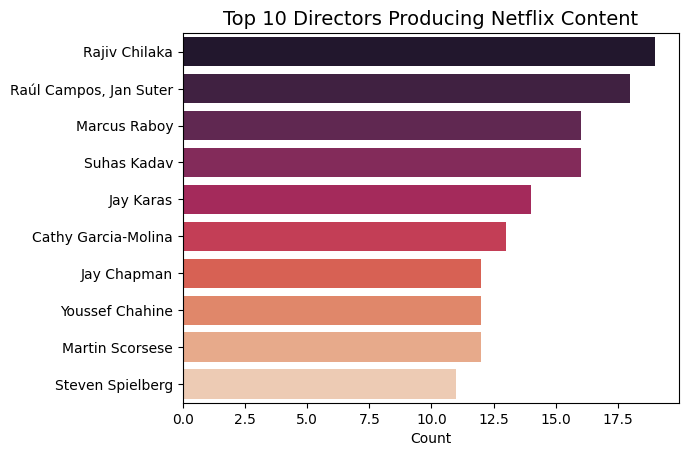 Top 10 Directors Producing Netflix Content
Rajiv Chilaka
Raúl Campos, Jan Suter
Marcus Raboy
Suhas Kadav
Jay Karas
Cathy Garcia-Molina
Jay Chapman
Youssef Chahine
Martin Scorsese
Steven Spielberg
0.0 2.5 5.0 7.5 10.0 12.5 15.0 17.5
Count